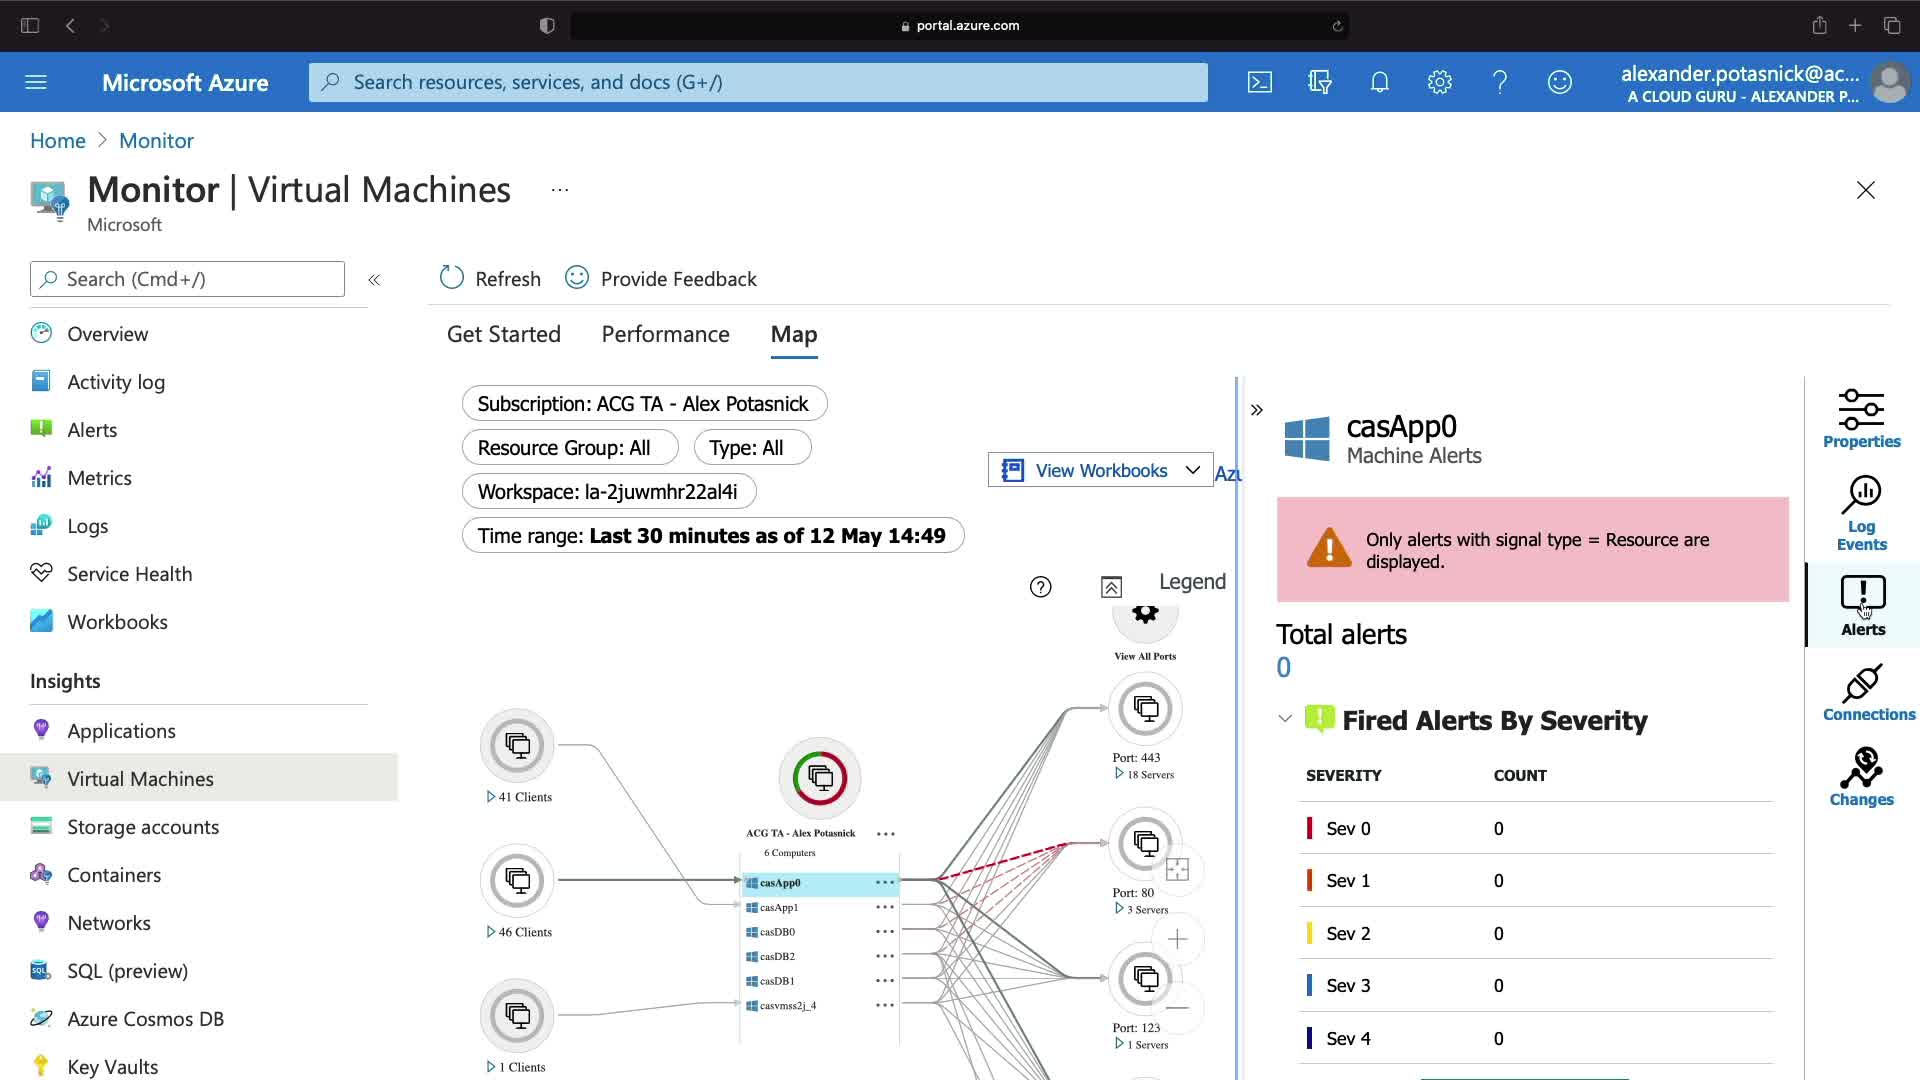 portal.azure.com
Microsoft Azure
Search resources, services, and docs (G+/)
alexander.potasnick@ac...
A CLOUD GURU - ALEXANDER P...
Home > Monitor
Monitor | Virtual Machines ...
Microsoft
Search (Cmd+/)
«
Overview
Activity log
Alerts
Metrics
Logs
Service Health
Workbooks
Insights
Applications
Virtual Machines
Storage accounts
Containers
Networks
SQL (preview)
Azure Cosmos DB
Key Vaults
Refresh
Provide Feedback
Get Started
Performance
Map
Subscription: ACG TA - Alex Potasnick
Resource Group: All
Type: All
Workspace: la-2juwmhr22al4i
Time range: Last 30 minutes as of 12 May 14:49
View Workbooks
Azu
Legend
View All Ports
41 Clients
46 Clients
1 Clients
ACG TA - Alex Potasnick
6 Computers
casApp0
casApp1
casDB0
casDB2
casDB1
casvmss2j_4
Port: 443
18 Servers
Port: 80
3 Servers
Port: 123
1 Servers
»
casApp0
Machine Alerts
Only alerts with signal type = Resource are
displayed.
Total alerts
0
Fired Alerts By Severity
SEVERITY COUNT
Sev 0 0
Sev 1 0
Sev 2 0
Sev 3 0
Sev 4 0
Properties
Log
Events
Alerts
Connections
Changes